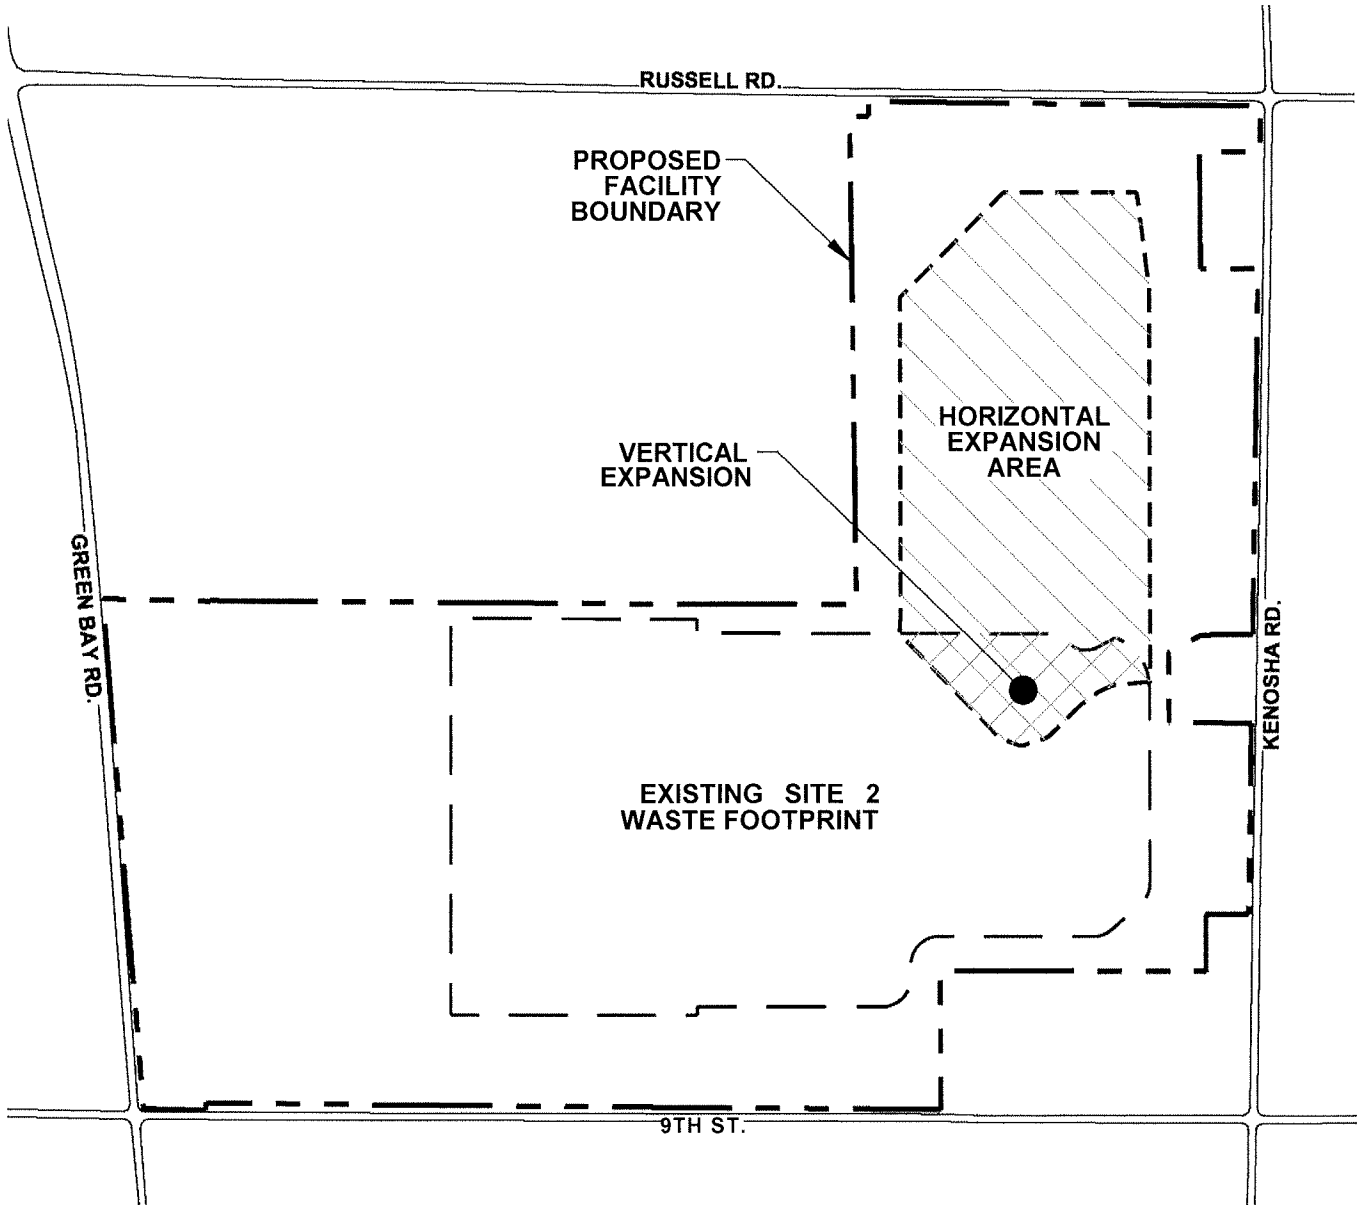 RUSSELL RD.
PROPOSED
FACILITY
BOUNDARY
HORIZONTAL
EXPANSION
AREA
VERTICAL
EXPANSION
GREEN BAY RD.
KENOSHA RD.
EXISTING SITE 2
WASTE FOOTPRINT
9TH ST.